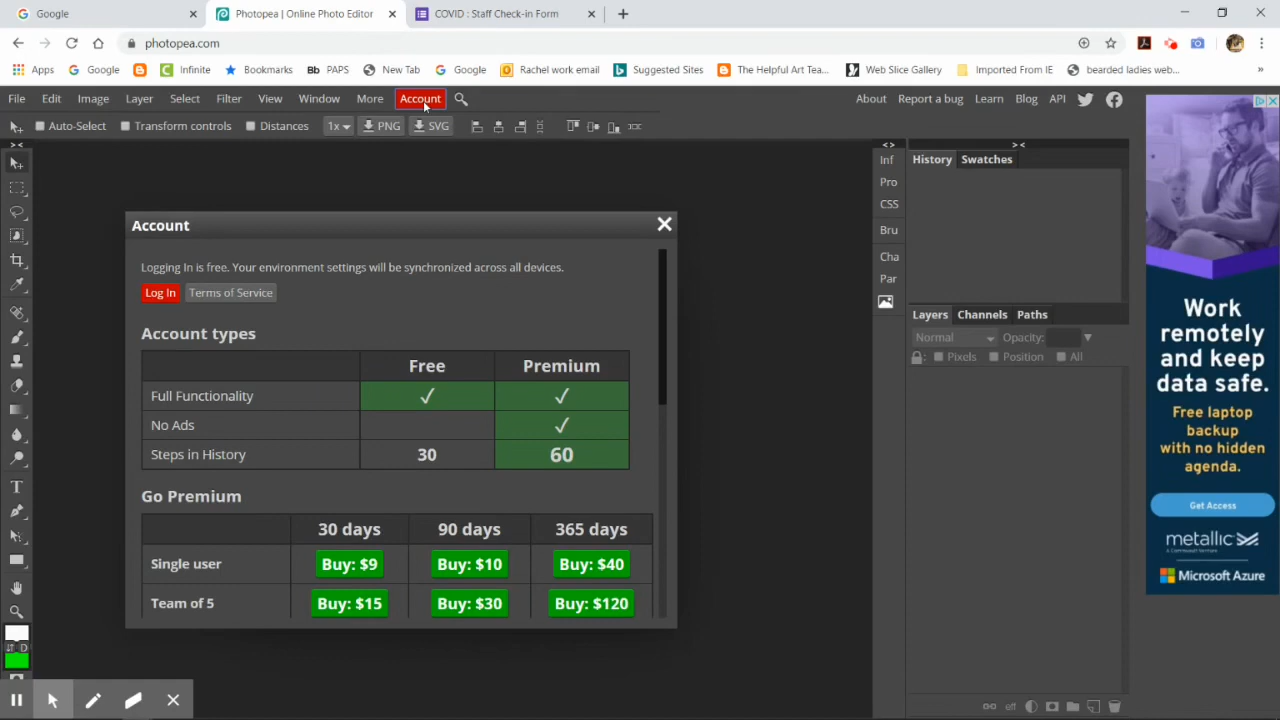 Google
Photopea | Online Photo Editor
COVID : Staff Check-in Form
photopea.com
Apps Google Infinite Bookmarks Bb PAPS New Tab Google Rachel work email Suggested Sites The Helpful Art Tea... Web Slice Gallery Imported From IE bearded ladies web... »
File Edit Image Layer Select Filter View Window More Account About Report a bug Learn Blog API
Auto-Select Transform controls Distances 1x PNG SVG
Inf
Pro
CSS
Bru
Cha
Par
History Swatches
Account
Logging In is free. Your environment settings will be synchronized across all devices.
Log In Terms of Service
Account types
Free Premium
Full Functionality ✓ ✓
No Ads ✓
Steps in History 30 60
Go Premium
30 days 90 days 365 days
Single user Buy: $9 Buy: $10 Buy: $40
Team of 5 Buy: $15 Buy: $30 Buy: $120
Layers Channels Paths
Normal Opacity:
Pixels Position All
eff
D
Work
remotely
and keep
data safe.
Free laptop
backup
with no hidden
agenda.
Get Access
metallic
Microsoft Azure